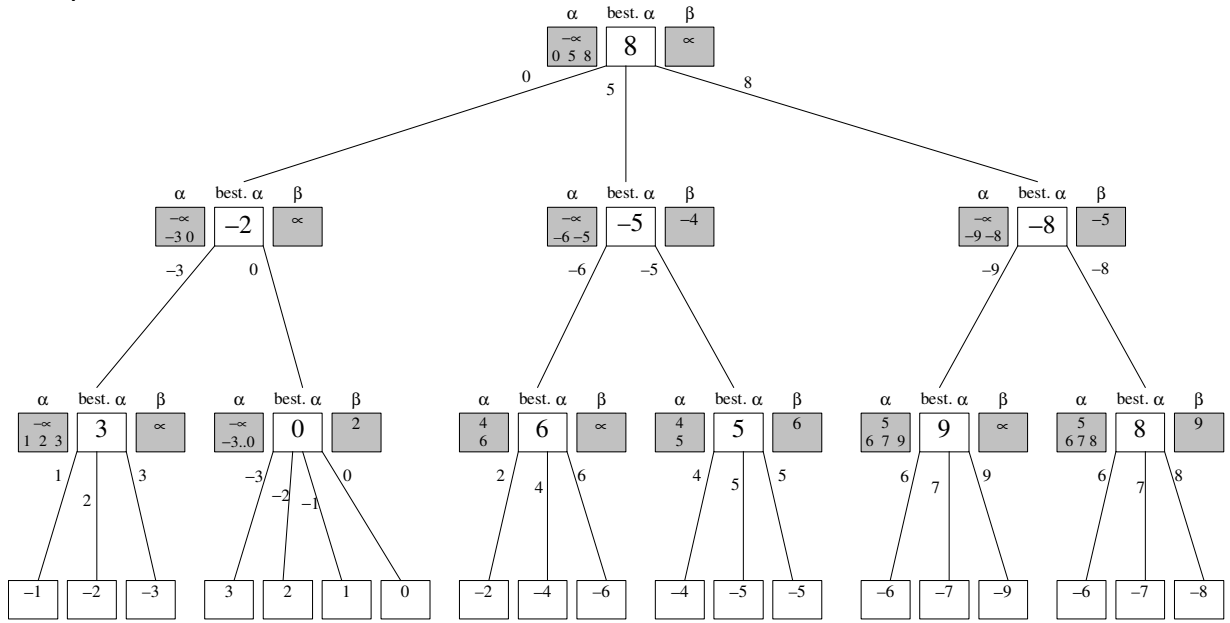 α best. α β
−∝ 8 ∝
0 5 8
0 5 8
α best. α β α best. α β α best. α β
−∝ −2 ∝ −∝ −5 −4 −∝ −8 −5
−3 0 −6 −5 −9 −8
−3 0 −6 −5 −9 −8
α best. α β α best. α β α best. α β α best. α β α best. α β α best. α β
−∝ 3 ∝ −∝ 0 2 4 6 ∝ 4 5 6 5 9 ∝ 5 8 9
1 2 3 −3..0 6 5 6 7 9 6 7 8
1 2 3 −3 −2 −1 0 2 4 6 4 5 5 6 7 9 6 7 8
−1 −2 −3 3 2 1 0 −2 −4 −6 −4 −5 −5 −6 −7 −9 −6 −7 −8